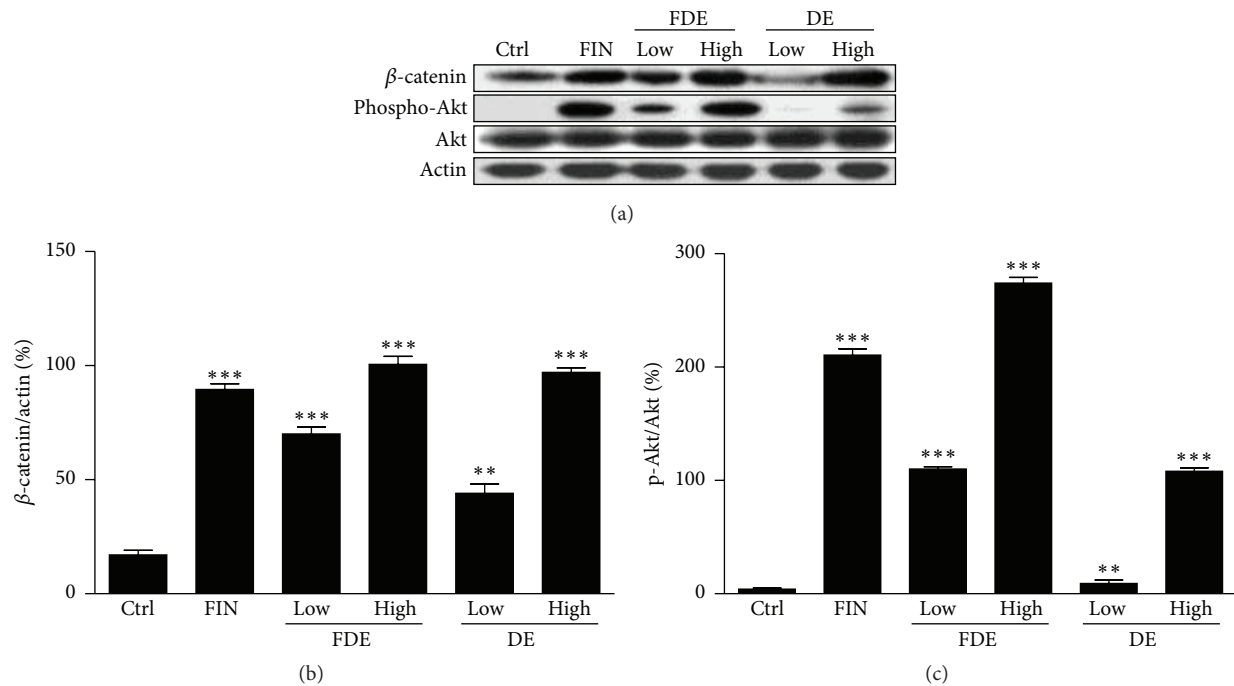 FDE DE
Ctrl FIN Low High Low High
β-catenin
Phospho-Akt
Akt
Actin
(a)
150
100
50
0
β-catenin/actin (%)
***
***
***
**
***
Ctrl FIN Low High Low High
FDE DE
(b)
300
200
100
0
p-Akt/Akt (%)
***
***
***
**
***
Ctrl FIN Low High Low High
FDE DE
(c)